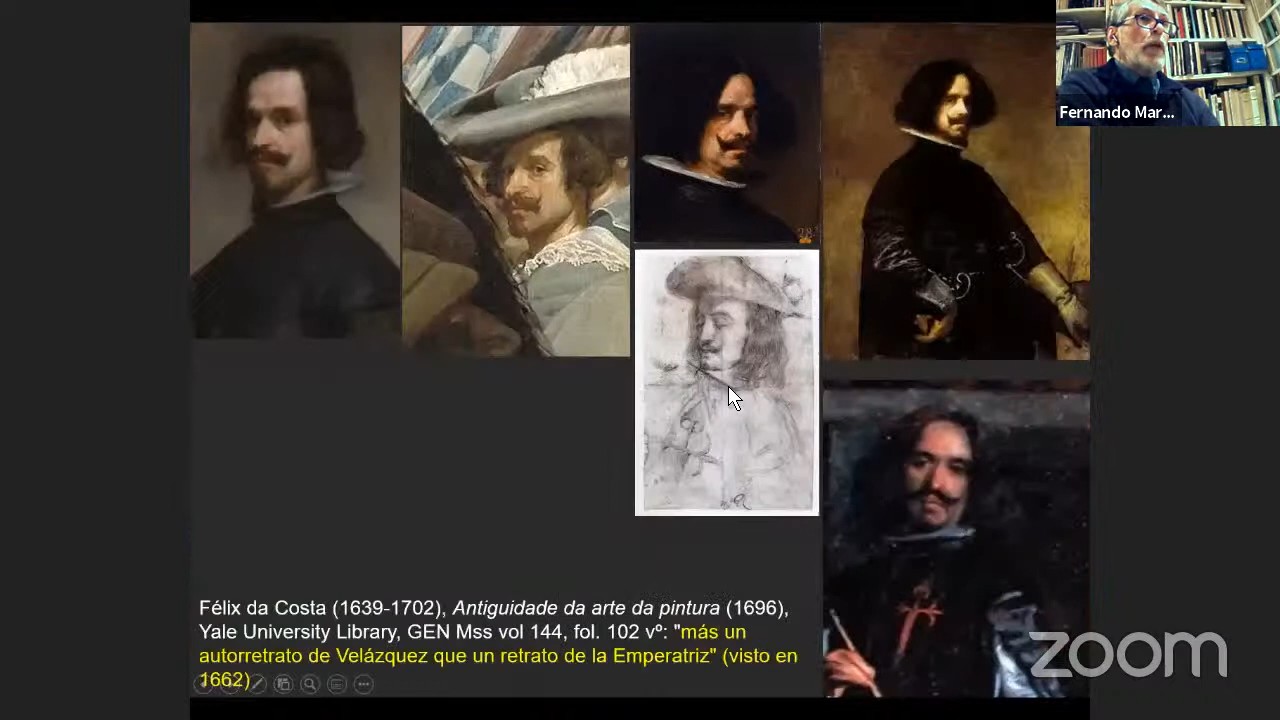 Fernando Mar...
Félix da Costa (1639-1702), Antiguidade da arte da pintura (1696),
Yale University Library, GEN Mss vol 144, fol. 102 vº: "más un
autorretrato de Velázquez que un retrato de la Emperatriz" (visto en
1662)
zoom